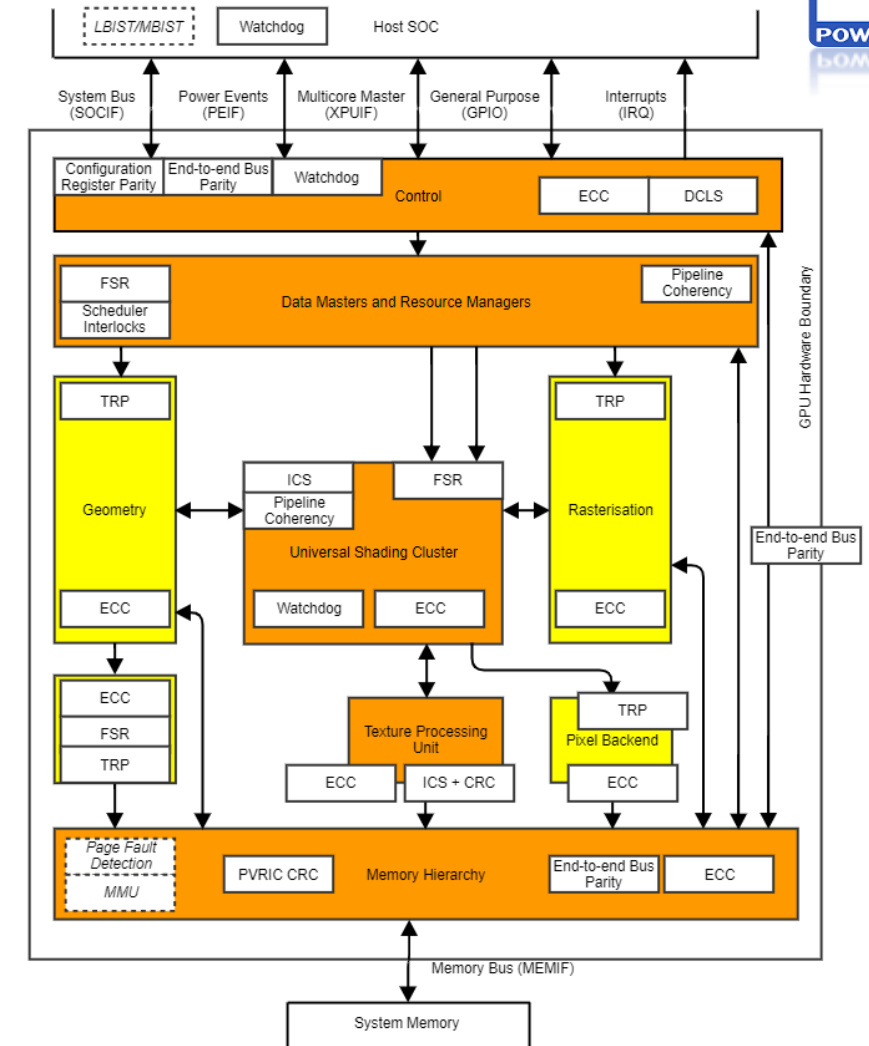 LBIST/MBIST
Watchdog
Host SOC
POW
System Bus
(SOCIF)
Power Events
(PEIF)
Multicore Master
(XPUIF)
General Purpose
(GPIO)
Interrupts
(IRQ)
Configuration
Register Parity
End-to-end Bus
Parity
Watchdog
Control
ECC
DCLS
FSR
Scheduler
Interlocks
Data Masters and Resource Managers
Pipeline
Coherency
GPU Hardware Boundary
TRP
Geometry
ECC
ICS
Pipeline
Coherency
FSR
Universal Shading Cluster
Watchdog
ECC
TRP
Rasterisation
ECC
End-to-end Bus
Parity
ECC
FSR
TRP
Texture Processing
Unit
ECC
ICS + CRC
TRP
Pixel Backend
ECC
Page Fault
Detection
MMU
PVRIC CRC
Memory Hierarchy
End-to-end Bus
Parity
ECC
Memory Bus (MEMIF)
System Memory